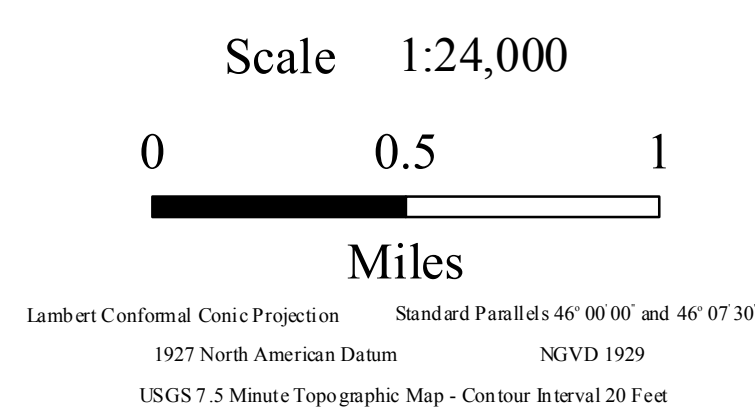 Scale 1:24,000
0 0.5 1
Miles
Lambert Conformal Conic Projection Standard Parallels 46° 00' 00" and 46° 07' 30"
1927 North American Datum NGVD 1929
USGS 7.5 Minute Topographic Map - Contour Interval 20 Feet